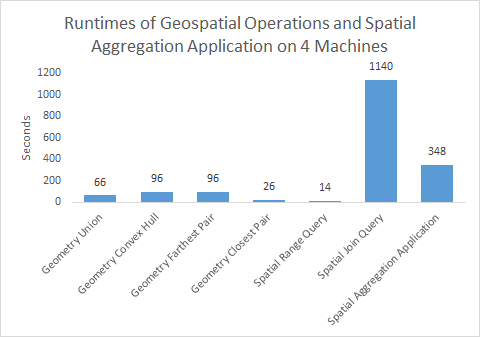 Runtimes of Geospatial Operations and Spatial
Aggregation Application on 4 Machines
Seconds
1200
1000
800
600
400
200
0
66
96
96
26
14
1140
348
Geometry Union
Geometry Convex Hull
Geometry Farthest Pair
Geometry Closest Pair
Spatial Range Query
Spatial Join Query
Spatial Aggregation Application